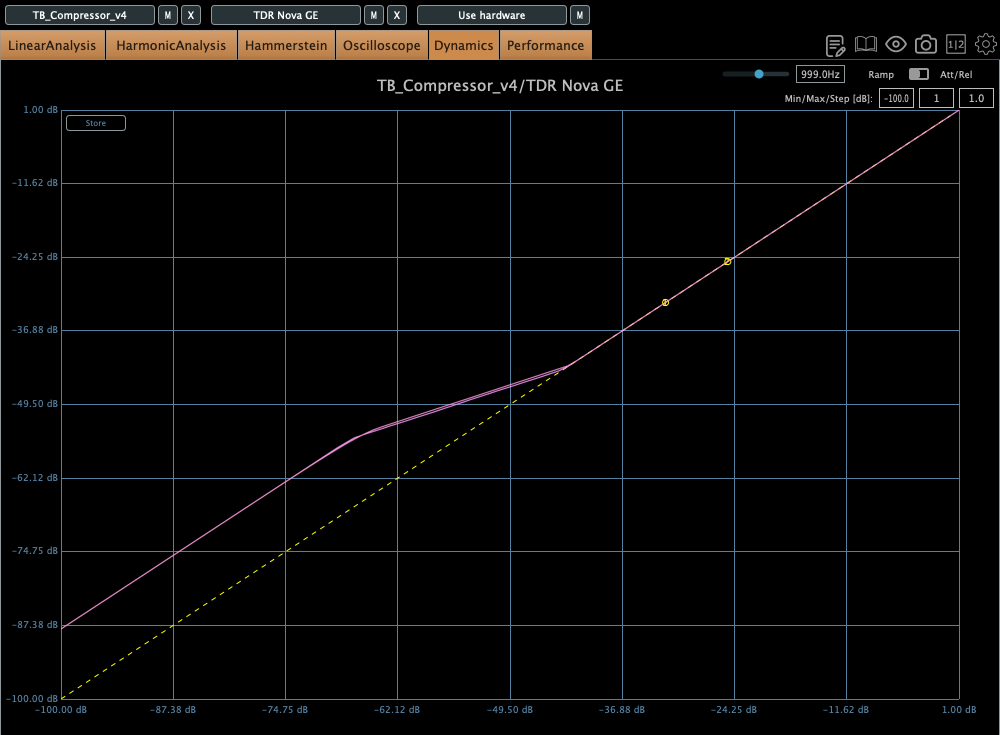 TB_Compressor_v4 M X TDR Nova GE M X Use hardware M
LinearAnalysis HarmonicAnalysis Hammerstein Oscilloscope Dynamics Performance 1|2
TB_Compressor_v4/TDR Nova GE 999.0Hz Ramp Att/Rel
Min/Max/Step [dB]: -100.0 1 1.0
1.00 dB
Store
−11.62 dB
−24.25 dB
−36.88 dB
−49.50 dB
−62.12 dB
−74.75 dB
−87.38 dB
−100.00 dB
−100.00 dB −87.38 dB −74.75 dB −62.12 dB −49.50 dB −36.88 dB −24.25 dB −11.62 dB 1.00 dB